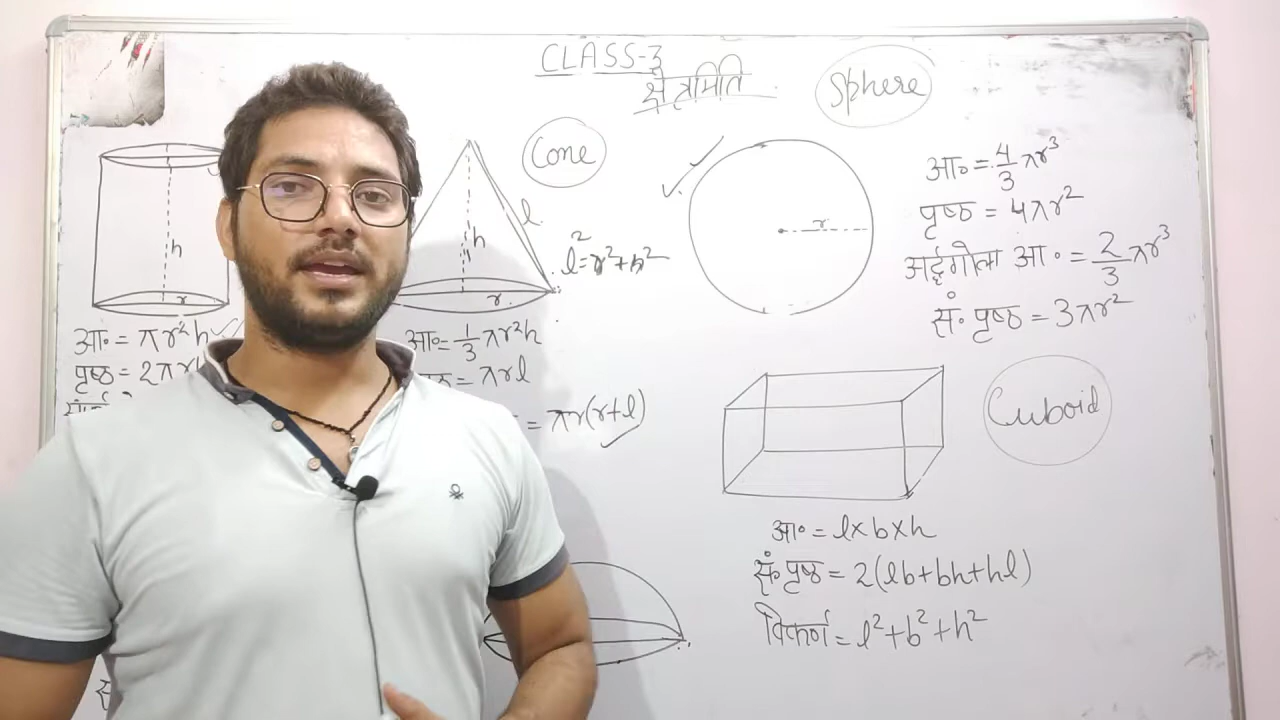 CLASS-3
क्षेत्रमिति
Sphere
Cone
h
r
h
l
r
l²=r²+h²
r
आ० = πr²h
पृष्ठ = 2πrh
आ० = 1/3 πr²h
= πrl
= πr(r+l)
आ० = 4/3 πr³
पृष्ठ = 4πr²
अर्द्धगोला आ० = 2/3 πr³
सं. पृष्ठ = 3πr²
Cuboid
आ० = l×b×h
सं. पृष्ठ = 2(lb+bh+hl)
विकर्ण = l²+b²+h²